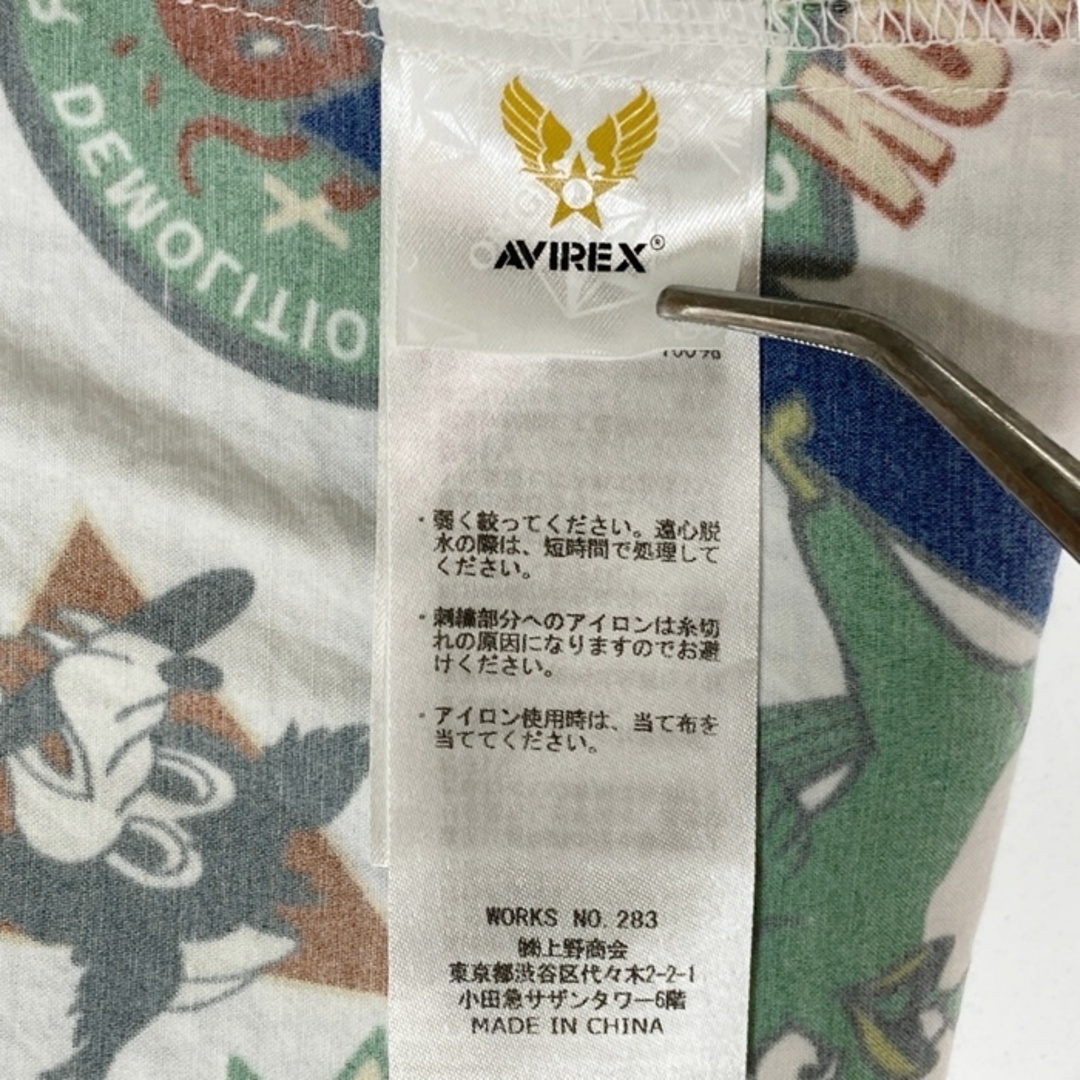 DEMOLITIO
AVIREX®
100%
・弱く絞ってください。遠心脱
水の際は、短時間で処理して
ください。
・刺繍部分へのアイロンは糸切
れの原因になりますのでお避
けください。
・アイロン使用時は、当て布を
当ててください。
WORKS NO. 283
㈱上野商会
東京都渋谷区代々木2-2-1
小田急サザンタワー6階
MADE IN CHINA